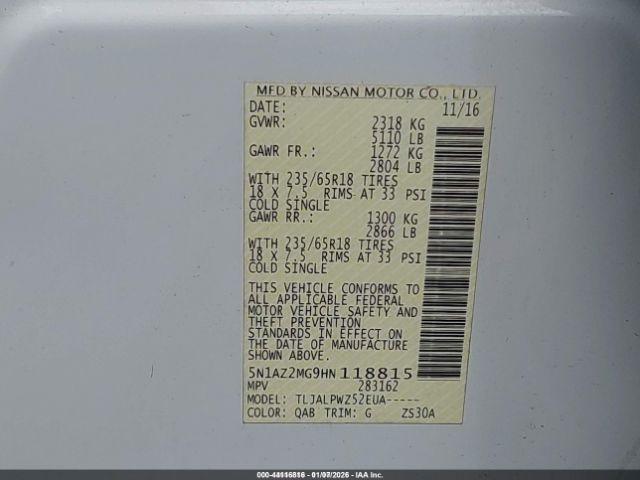 MFD BY NISSAN MOTOR CO., LTD.
DATE: 11/16
GVWR: 2318 KG
5110 LB
GAWR FR.: 1272 KG
2804 LB
WITH 235/65R18 TIRES
18 X 7.5 RIMS AT 33 PSI
COLD SINGLE
GAWR RR.: 1300 KG
2866 LB
WITH 235/65R18 TIRES
18 X 7.5 RIMS AT 33 PSI
COLD SINGLE
THIS VEHICLE CONFORMS TO
ALL APPLICABLE FEDERAL
MOTOR VEHICLE SAFETY AND
THEFT PREVENTION
STANDARDS IN EFFECT ON
THE DATE OF MANUFACTURE
SHOWN ABOVE.
5N1AZ2MG9HN118815
MPV 283162
MODEL: TLJALPWZ52EUA-----
COLOR: QAB TRIM: G ZS30A
000-44116816 - 01/07/2026 - IAA Inc.